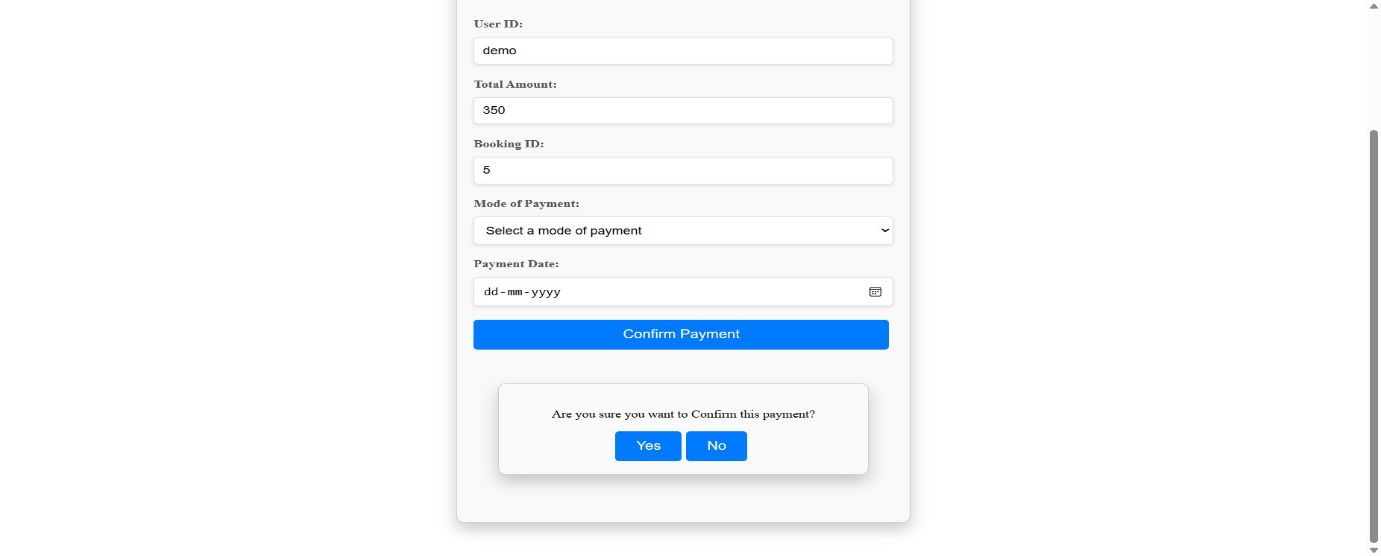 User ID:
demo
Total Amount:
350
Booking ID:
5
Mode of Payment:
Select a mode of payment
Payment Date:
dd-mm-yyyy
Confirm Payment
Are you sure you want to Confirm this payment?
Yes No